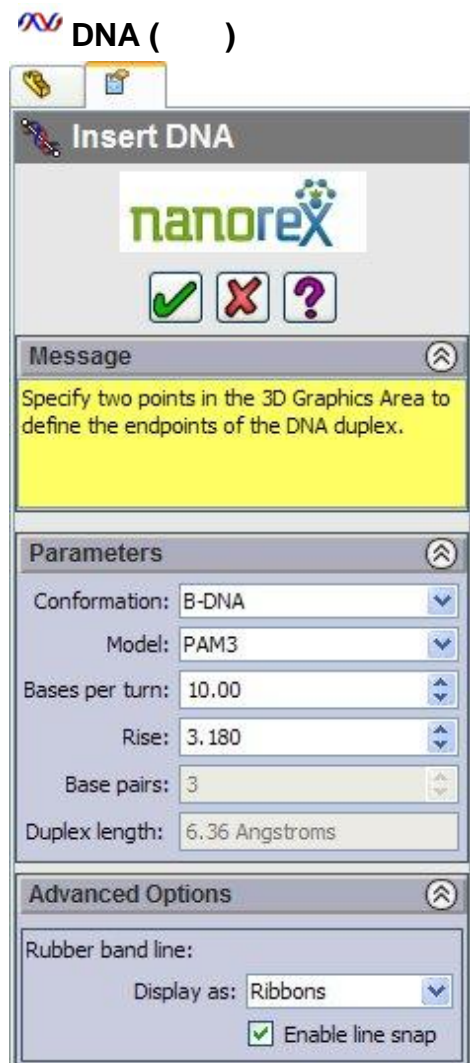 DNA ( )
Insert DNA
nanorex
?
Message
Specify two points in the 3D Graphics Area to
define the endpoints of the DNA duplex.
Parameters
Conformation: B-DNA
Model: PAM3
Bases per turn: 10.00
Rise: 3.180
Base pairs: 3
Duplex length: 6.36 Angstroms
Advanced Options
Rubber band line:
Display as: Ribbons
Enable line snap